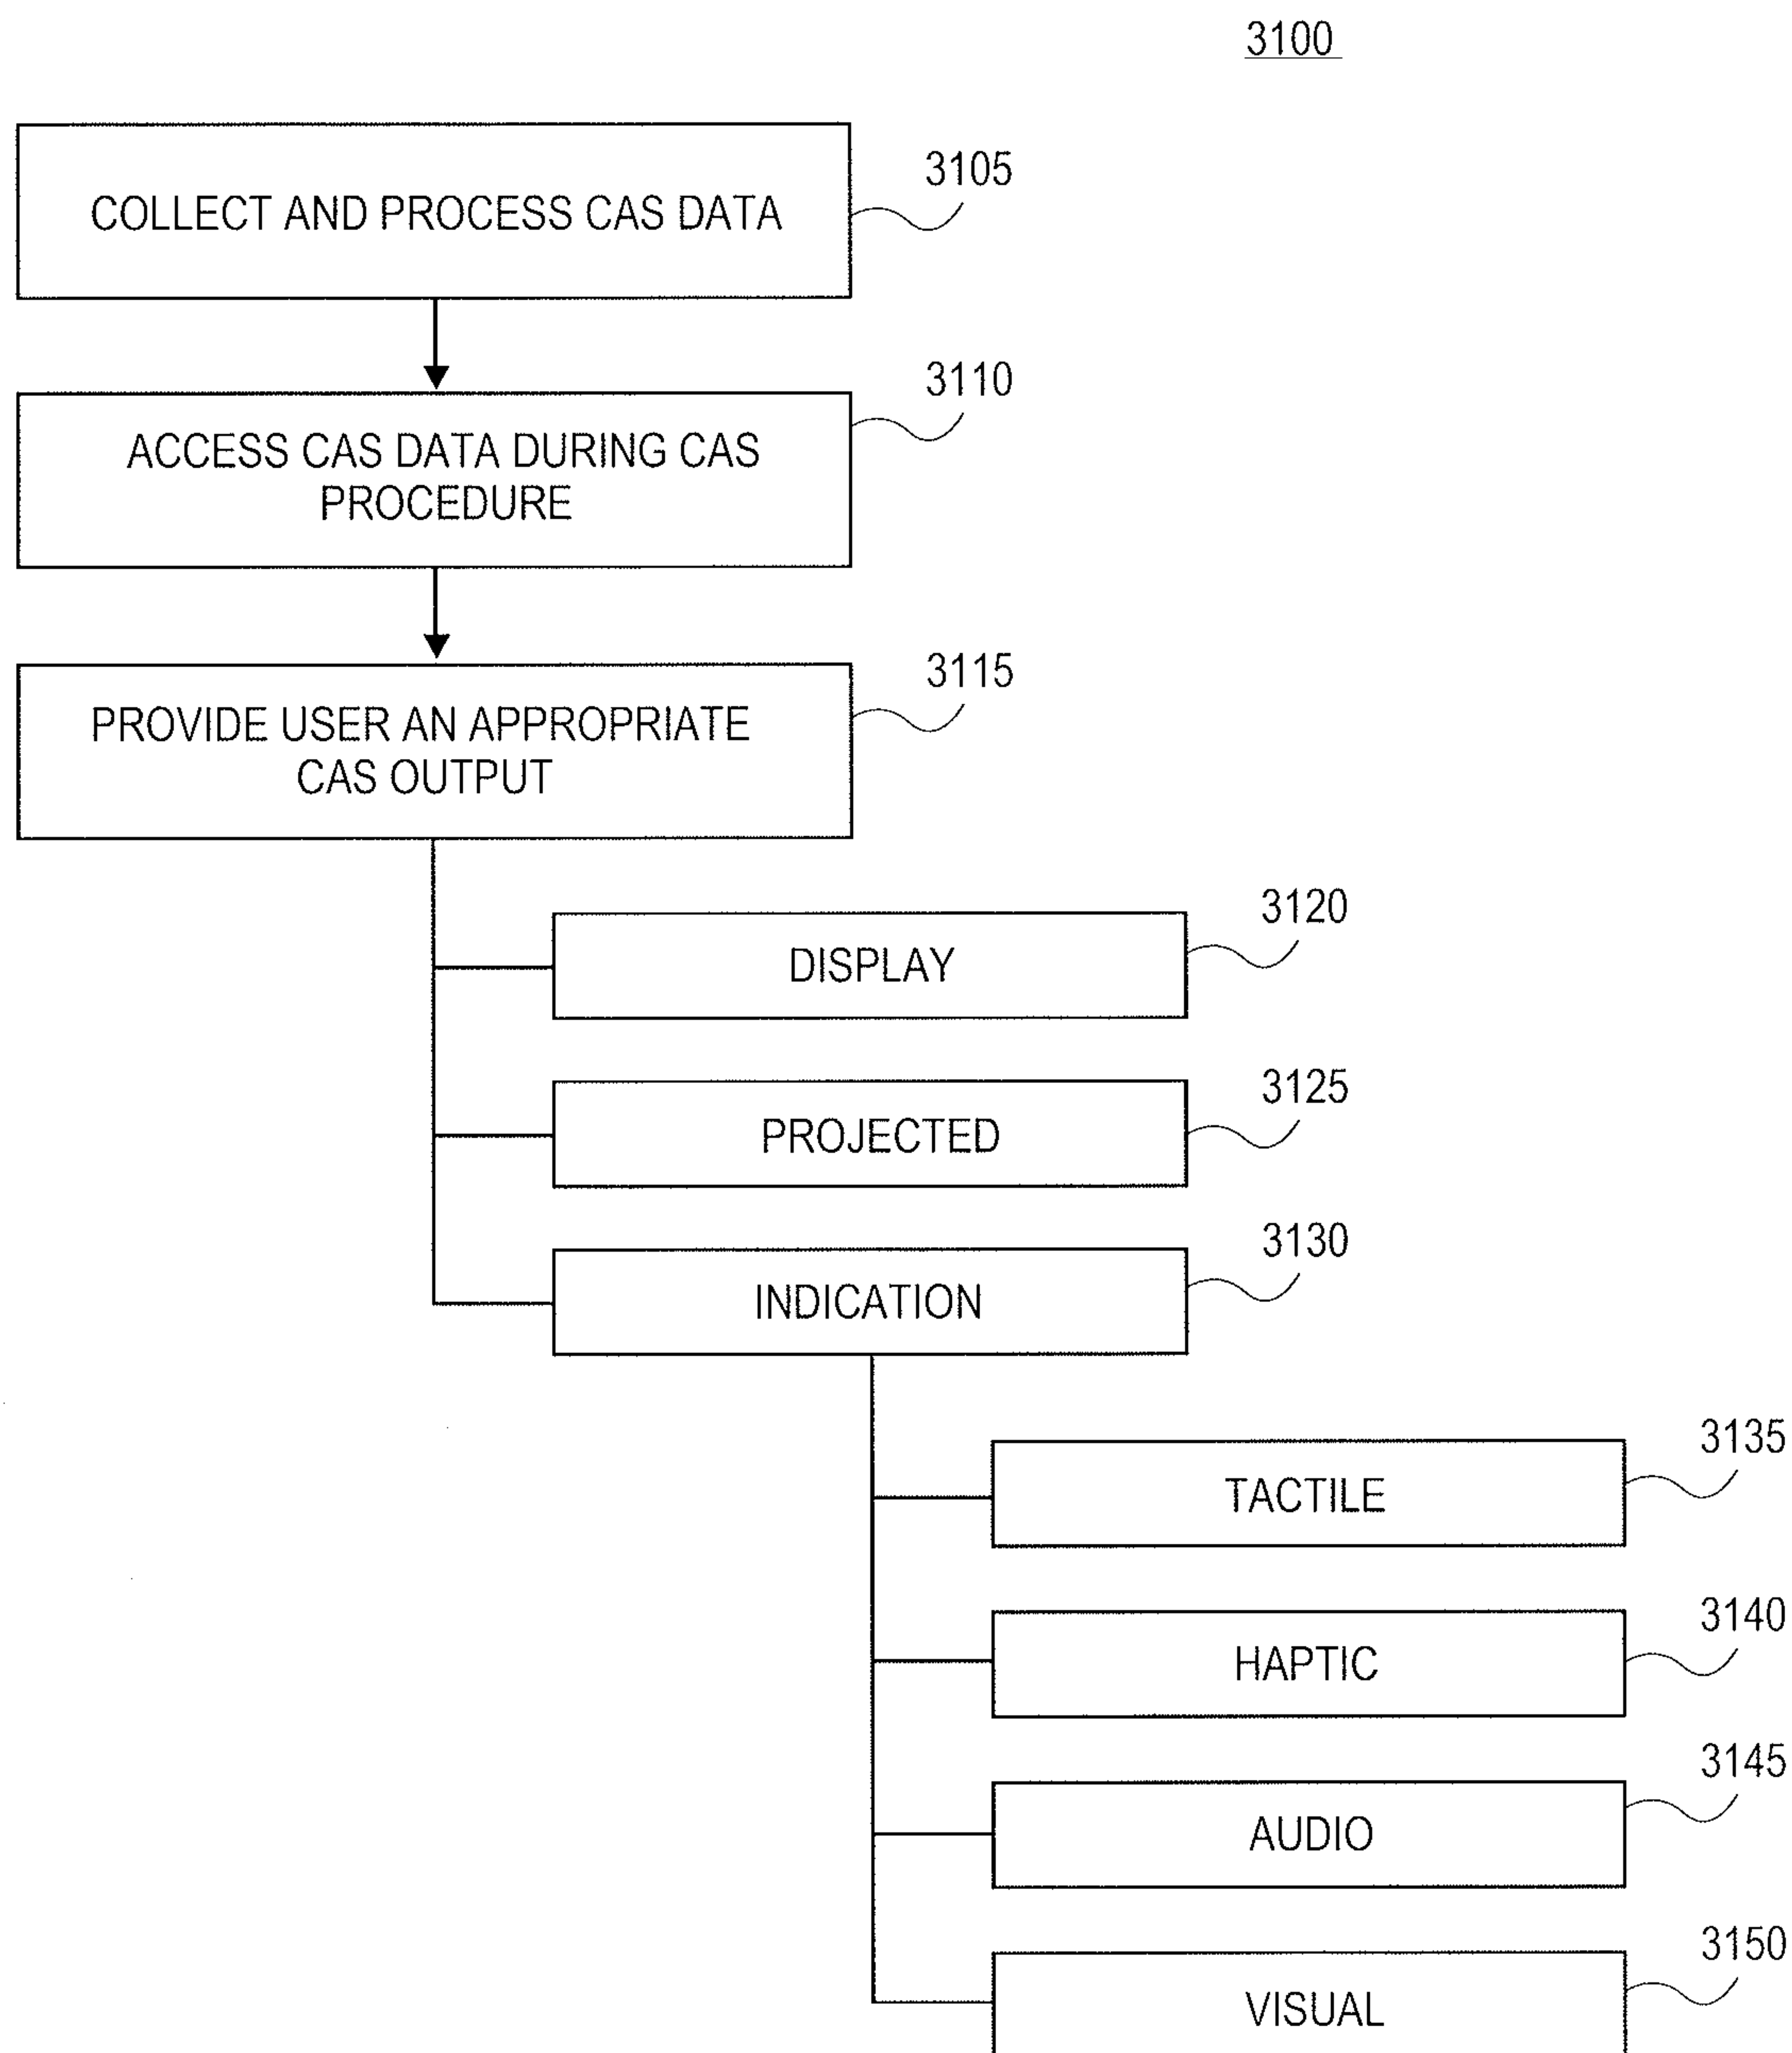 3100
COLLECT AND PROCESS CAS DATA
3105
ACCESS CAS DATA DURING CAS
PROCEDURE
3110
PROVIDE USER AN APPROPRIATE
CAS OUTPUT
3115
DISPLAY
3120
PROJECTED
3125
INDICATION
3130
TACTILE
3135
HAPTIC
3140
AUDIO
3145
VISUAL
3150